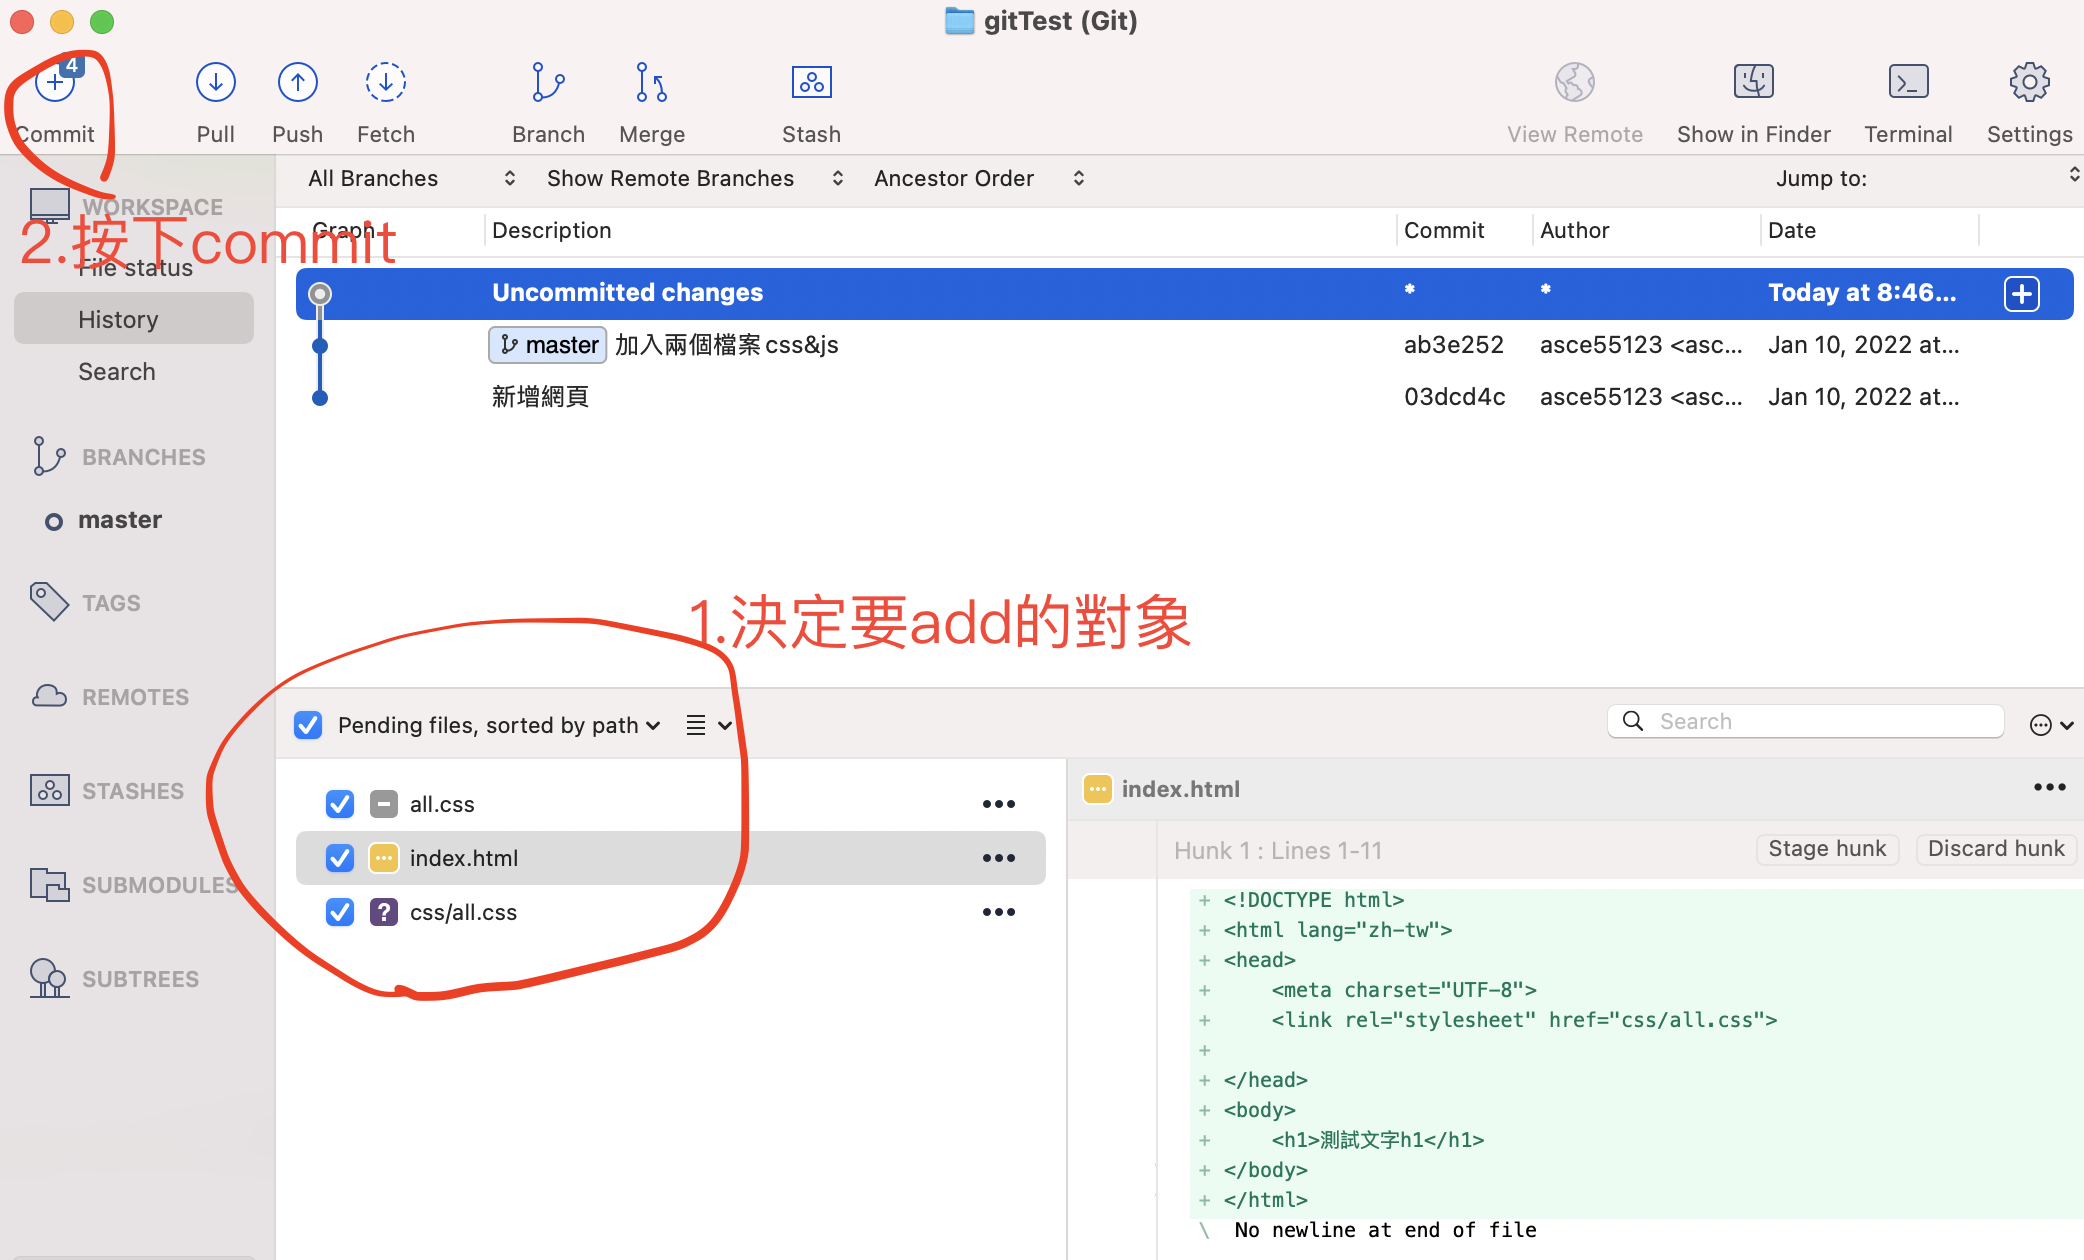 gitTest (Git)
4
Commit
Pull
Push
Fetch
Branch
Merge
Stash
View Remote
Show in Finder
Terminal
Settings
All Branches
Show Remote Branches
Ancestor Order
Jump to:
WORKSPACE
2.按下commit
File status
History
Search
BRANCHES
master
TAGS
REMOTES
STASHES
SUBMODULES
SUBTREES
Graph
Description
Commit
Author
Date
Uncommitted changes * * Today at 8:46...
master 加入兩個檔案css&js ab3e252 asce55123 <asc... Jan 10, 2022 at...
新增網頁 03dcd4c asce55123 <asc... Jan 10, 2022 at...
1.決定要add的對象
Pending files, sorted by path
Search
all.css
index.html
? css/all.css
index.html
Hunk 1 : Lines 1-11
Stage hunk
Discard hunk
+ <!DOCTYPE html>
+ <html lang="zh-tw">
+ <head>
+     <meta charset="UTF-8">
+     <link rel="stylesheet" href="css/all.css">
+
+ </head>
+ <body>
+     <h1>測試文字h1</h1>
+ </body>
+ </html>
\ No newline at end of file